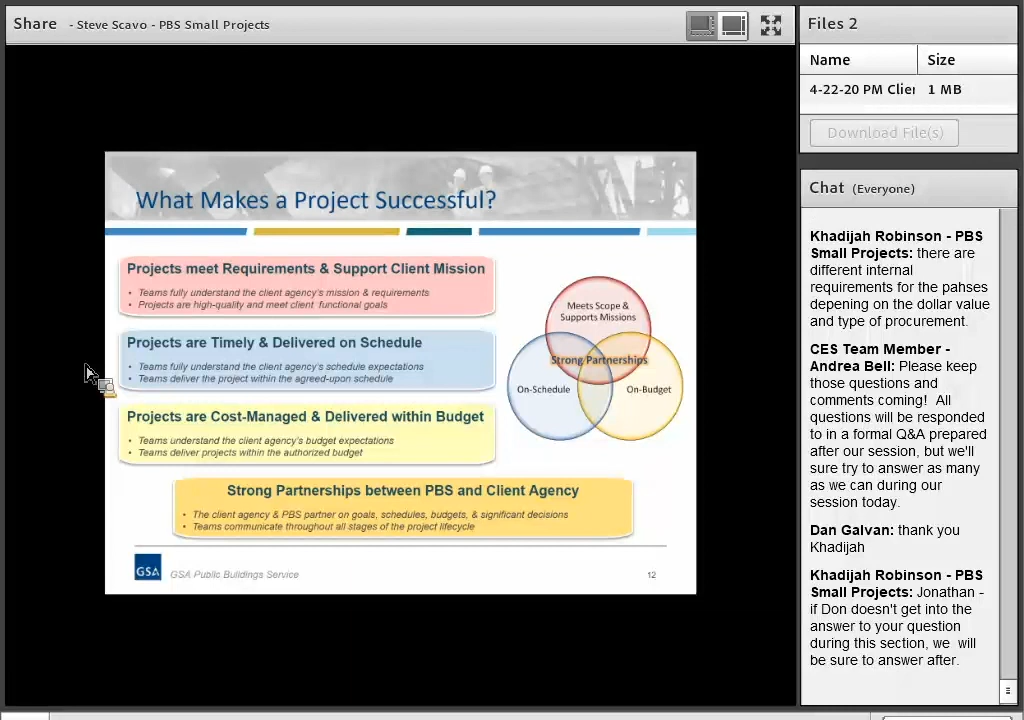 Share - Steve Scavo - PBS Small Projects
What Makes a Project Successful?
Projects meet Requirements & Support Client Mission
• Teams fully understand the client agency's mission & requirements
• Projects are high-quality and meet client functional goals
Projects are Timely & Delivered on Schedule
• Teams fully understand the client agency's schedule expectations
• Teams deliver the project within the agreed-upon schedule
Projects are Cost-Managed & Delivered within Budget
• Teams understand the client agency's budget expectations
• Teams deliver projects within the authorized budget
Strong Partnerships between PBS and Client Agency
• The client agency & PBS partner on goals, schedules, budgets, & significant decisions
• Teams communicate throughout all stages of the project lifecycle
Meets Scope &
Supports Missions
Strong Partnerships
On-Schedule
On-Budget
GSA
GSA Public Buildings Service
12
Files 2
Name Size
4-22-20 PM Clier 1 MB
Download File(s)
Chat (Everyone)
Khadijah Robinson - PBS
Small Projects: there are
different internal
requirements for the pahses
depening on the dollar value
and type of procurement.
CES Team Member -
Andrea Bell: Please keep
those questions and
comments coming! All
questions will be responded
to in a formal Q&A prepared
after our session, but we'll
sure try to answer as many
as we can during our
session today.
Dan Galvan: thank you
Khadijah
Khadijah Robinson - PBS
Small Projects: Jonathan -
if Don doesn't get into the
answer to your question
during this section, we will
be sure to answer after.